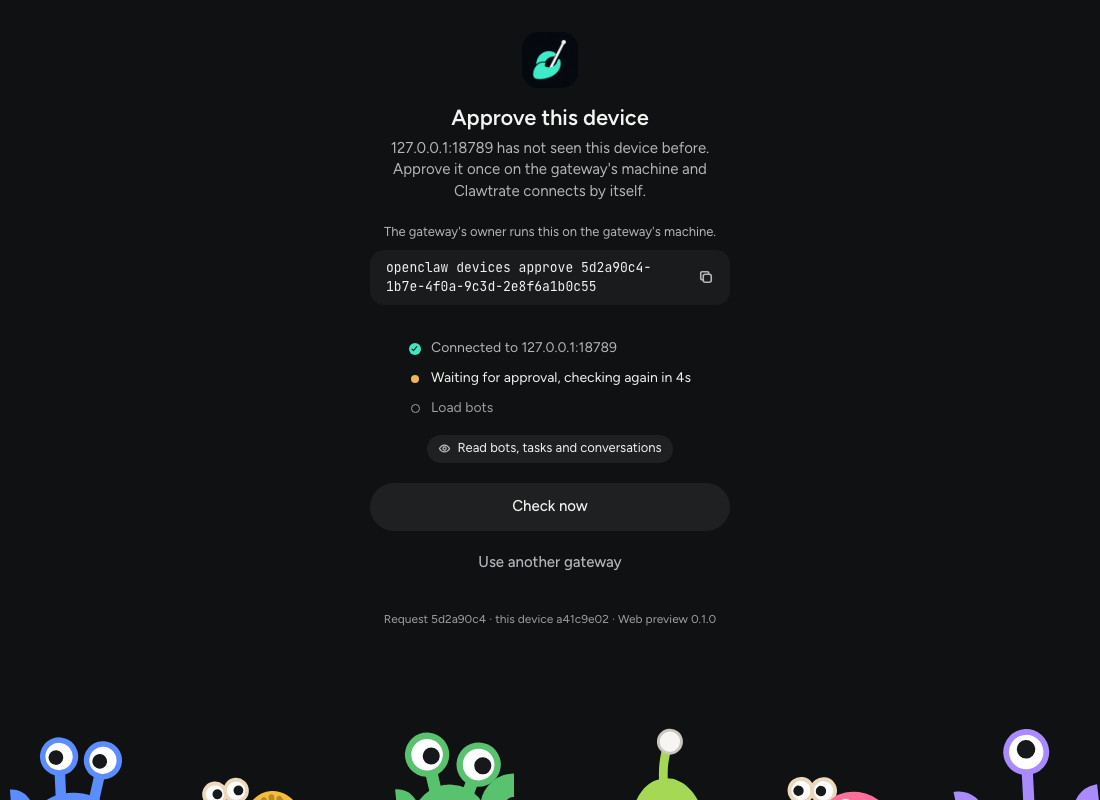 Approve this device
127.0.0.1:18789 has not seen this device before.
Approve it once on the gateway's machine and
Clawtrate connects by itself.
The gateway's owner runs this on the gateway's machine.
openclaw devices approve 5d2a90c4-
1b7e-4f0a-9c3d-2e8f6a1b0c55
Connected to 127.0.0.1:18789
Waiting for approval, checking again in 4s
Load bots
Read bots, tasks and conversations
Check now
Use another gateway
Request 5d2a90c4 · this device a41c9e02 · Web preview 0.1.0